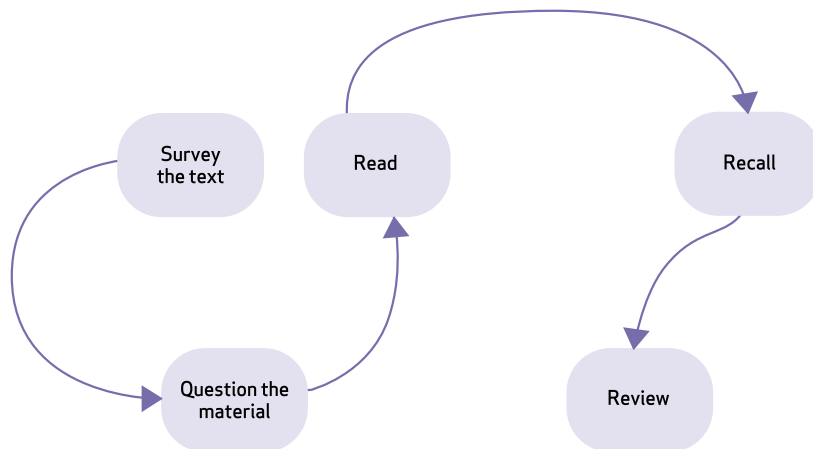 Survey
the text
Question the
material
Read
Recall
Review